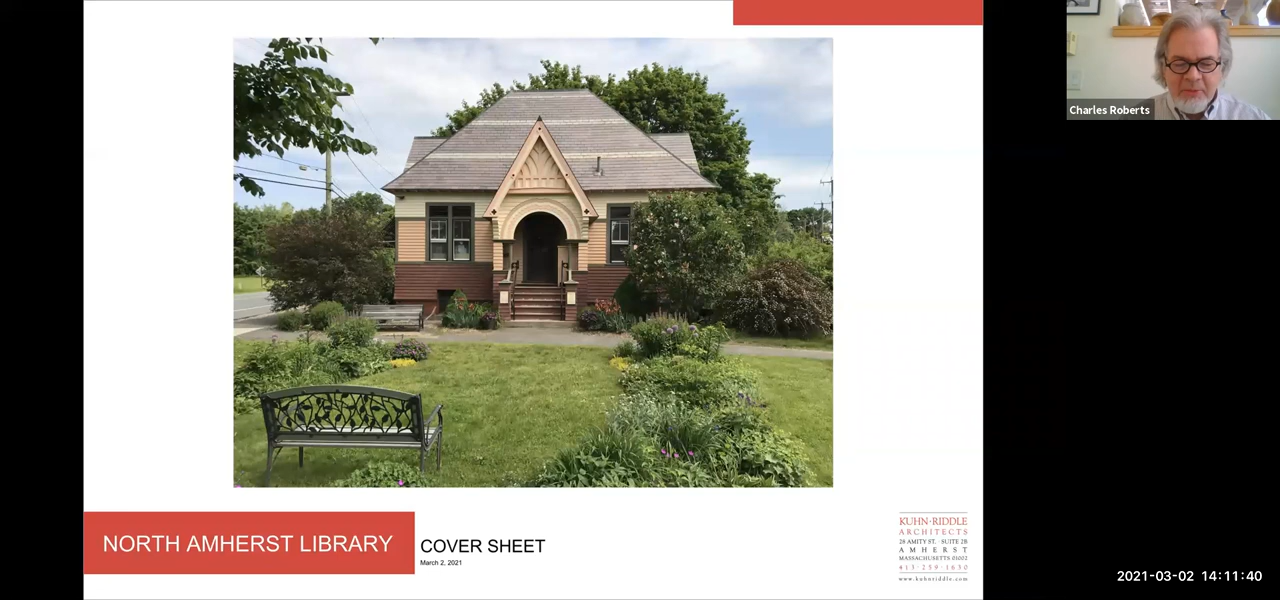 Charles Roberts
NORTH AMHERST LIBRARY
COVER SHEET
March 2, 2021
KUHN·RIDDLE
ARCHITECTS
28 AMITY ST. · SUITE 2B
AMHERST
MASSACHUSETTS 01002
413·259·1630
www.kuhnriddle.com
2021-03-02 14:11:40